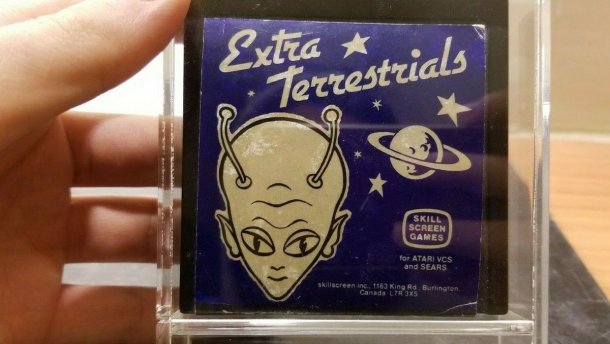 Extra
Terrestrials
SKILL
SCREEN
GAMES
for ATARI VCS
and SEARS
skillscreen inc., 1163 King Rd., Burlington,
Canada L7R 3X5